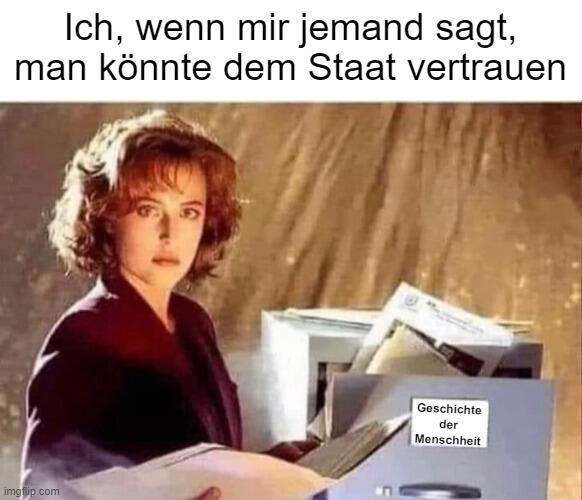 Ich, wenn mir jemand sagt,
man könnte dem Staat vertrauen
Geschichte
der
Menschheit
imgflip.com